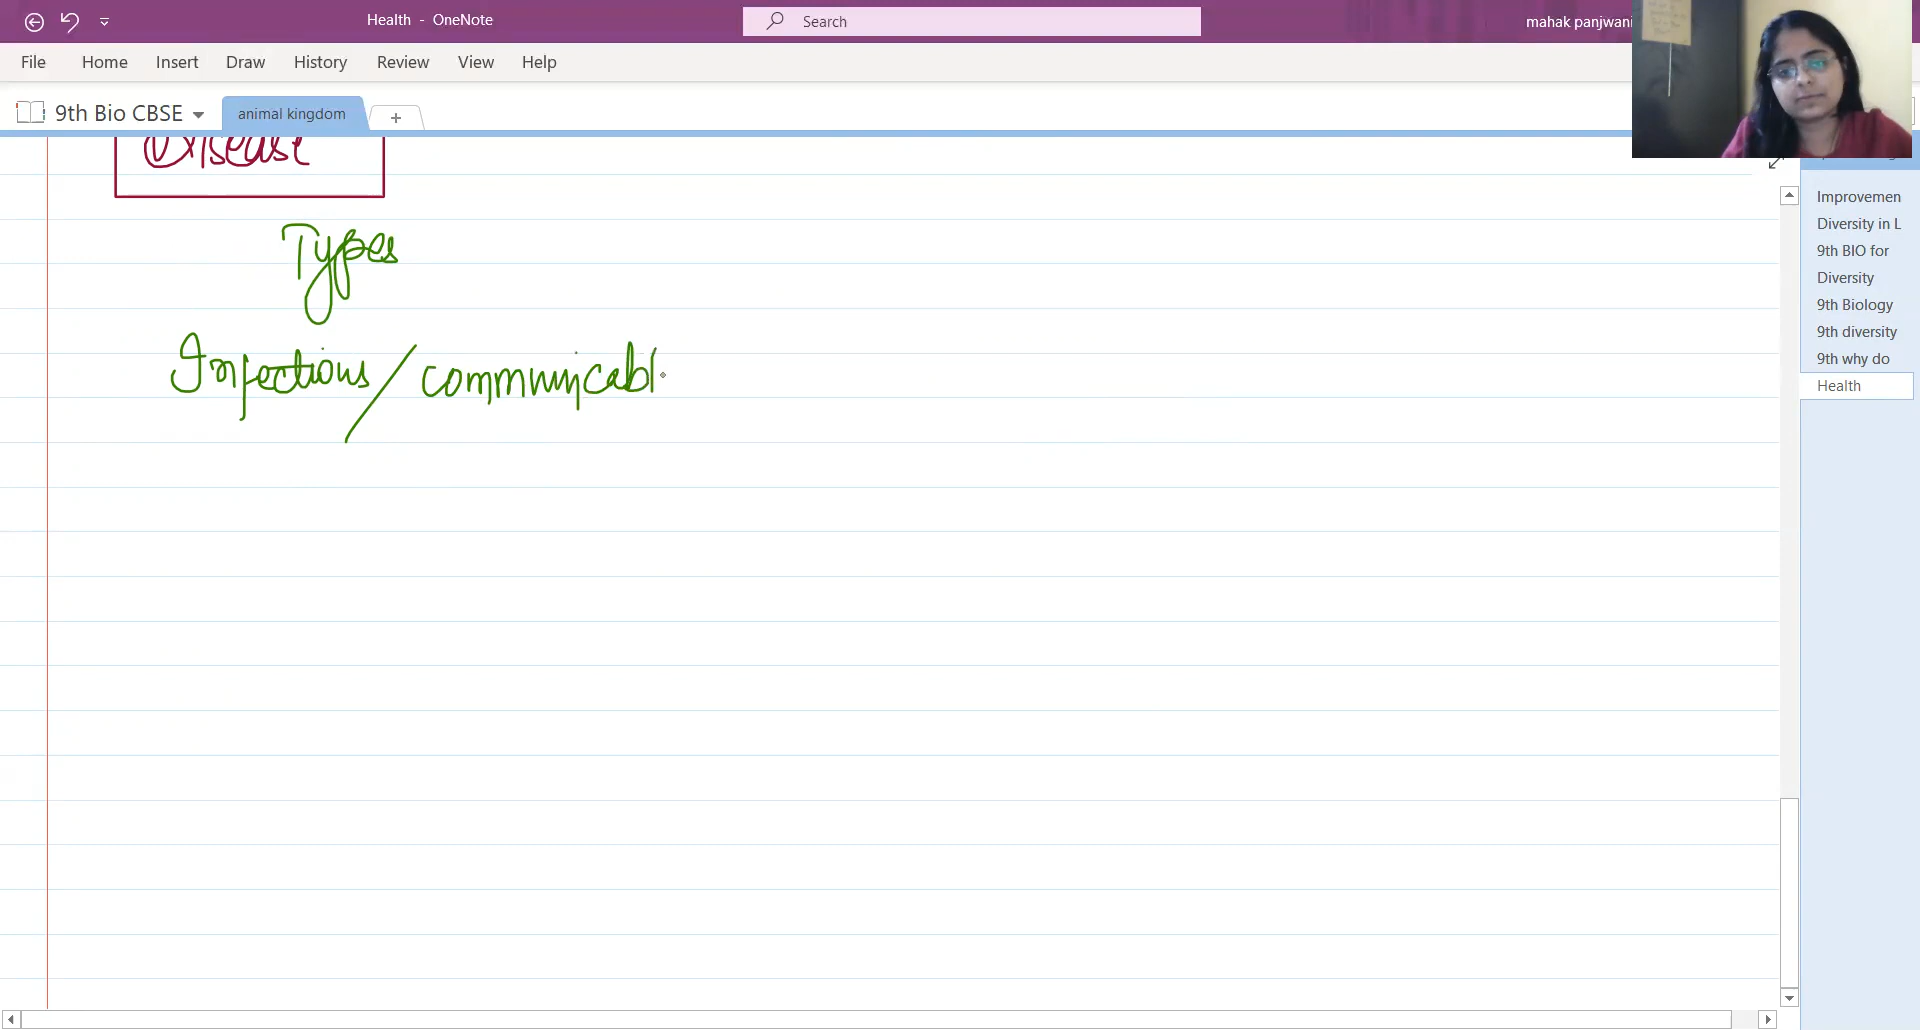 Health - OneNote
Search
mahak panjwani
File Home Insert Draw History Review View Help
9th Bio CBSE
animal kingdom
+
Disease
Types
Infectious/communicabl
Improvemen
Diversity in L
9th BIO for
Diversity
9th Biology
9th diversity
9th why do
Health